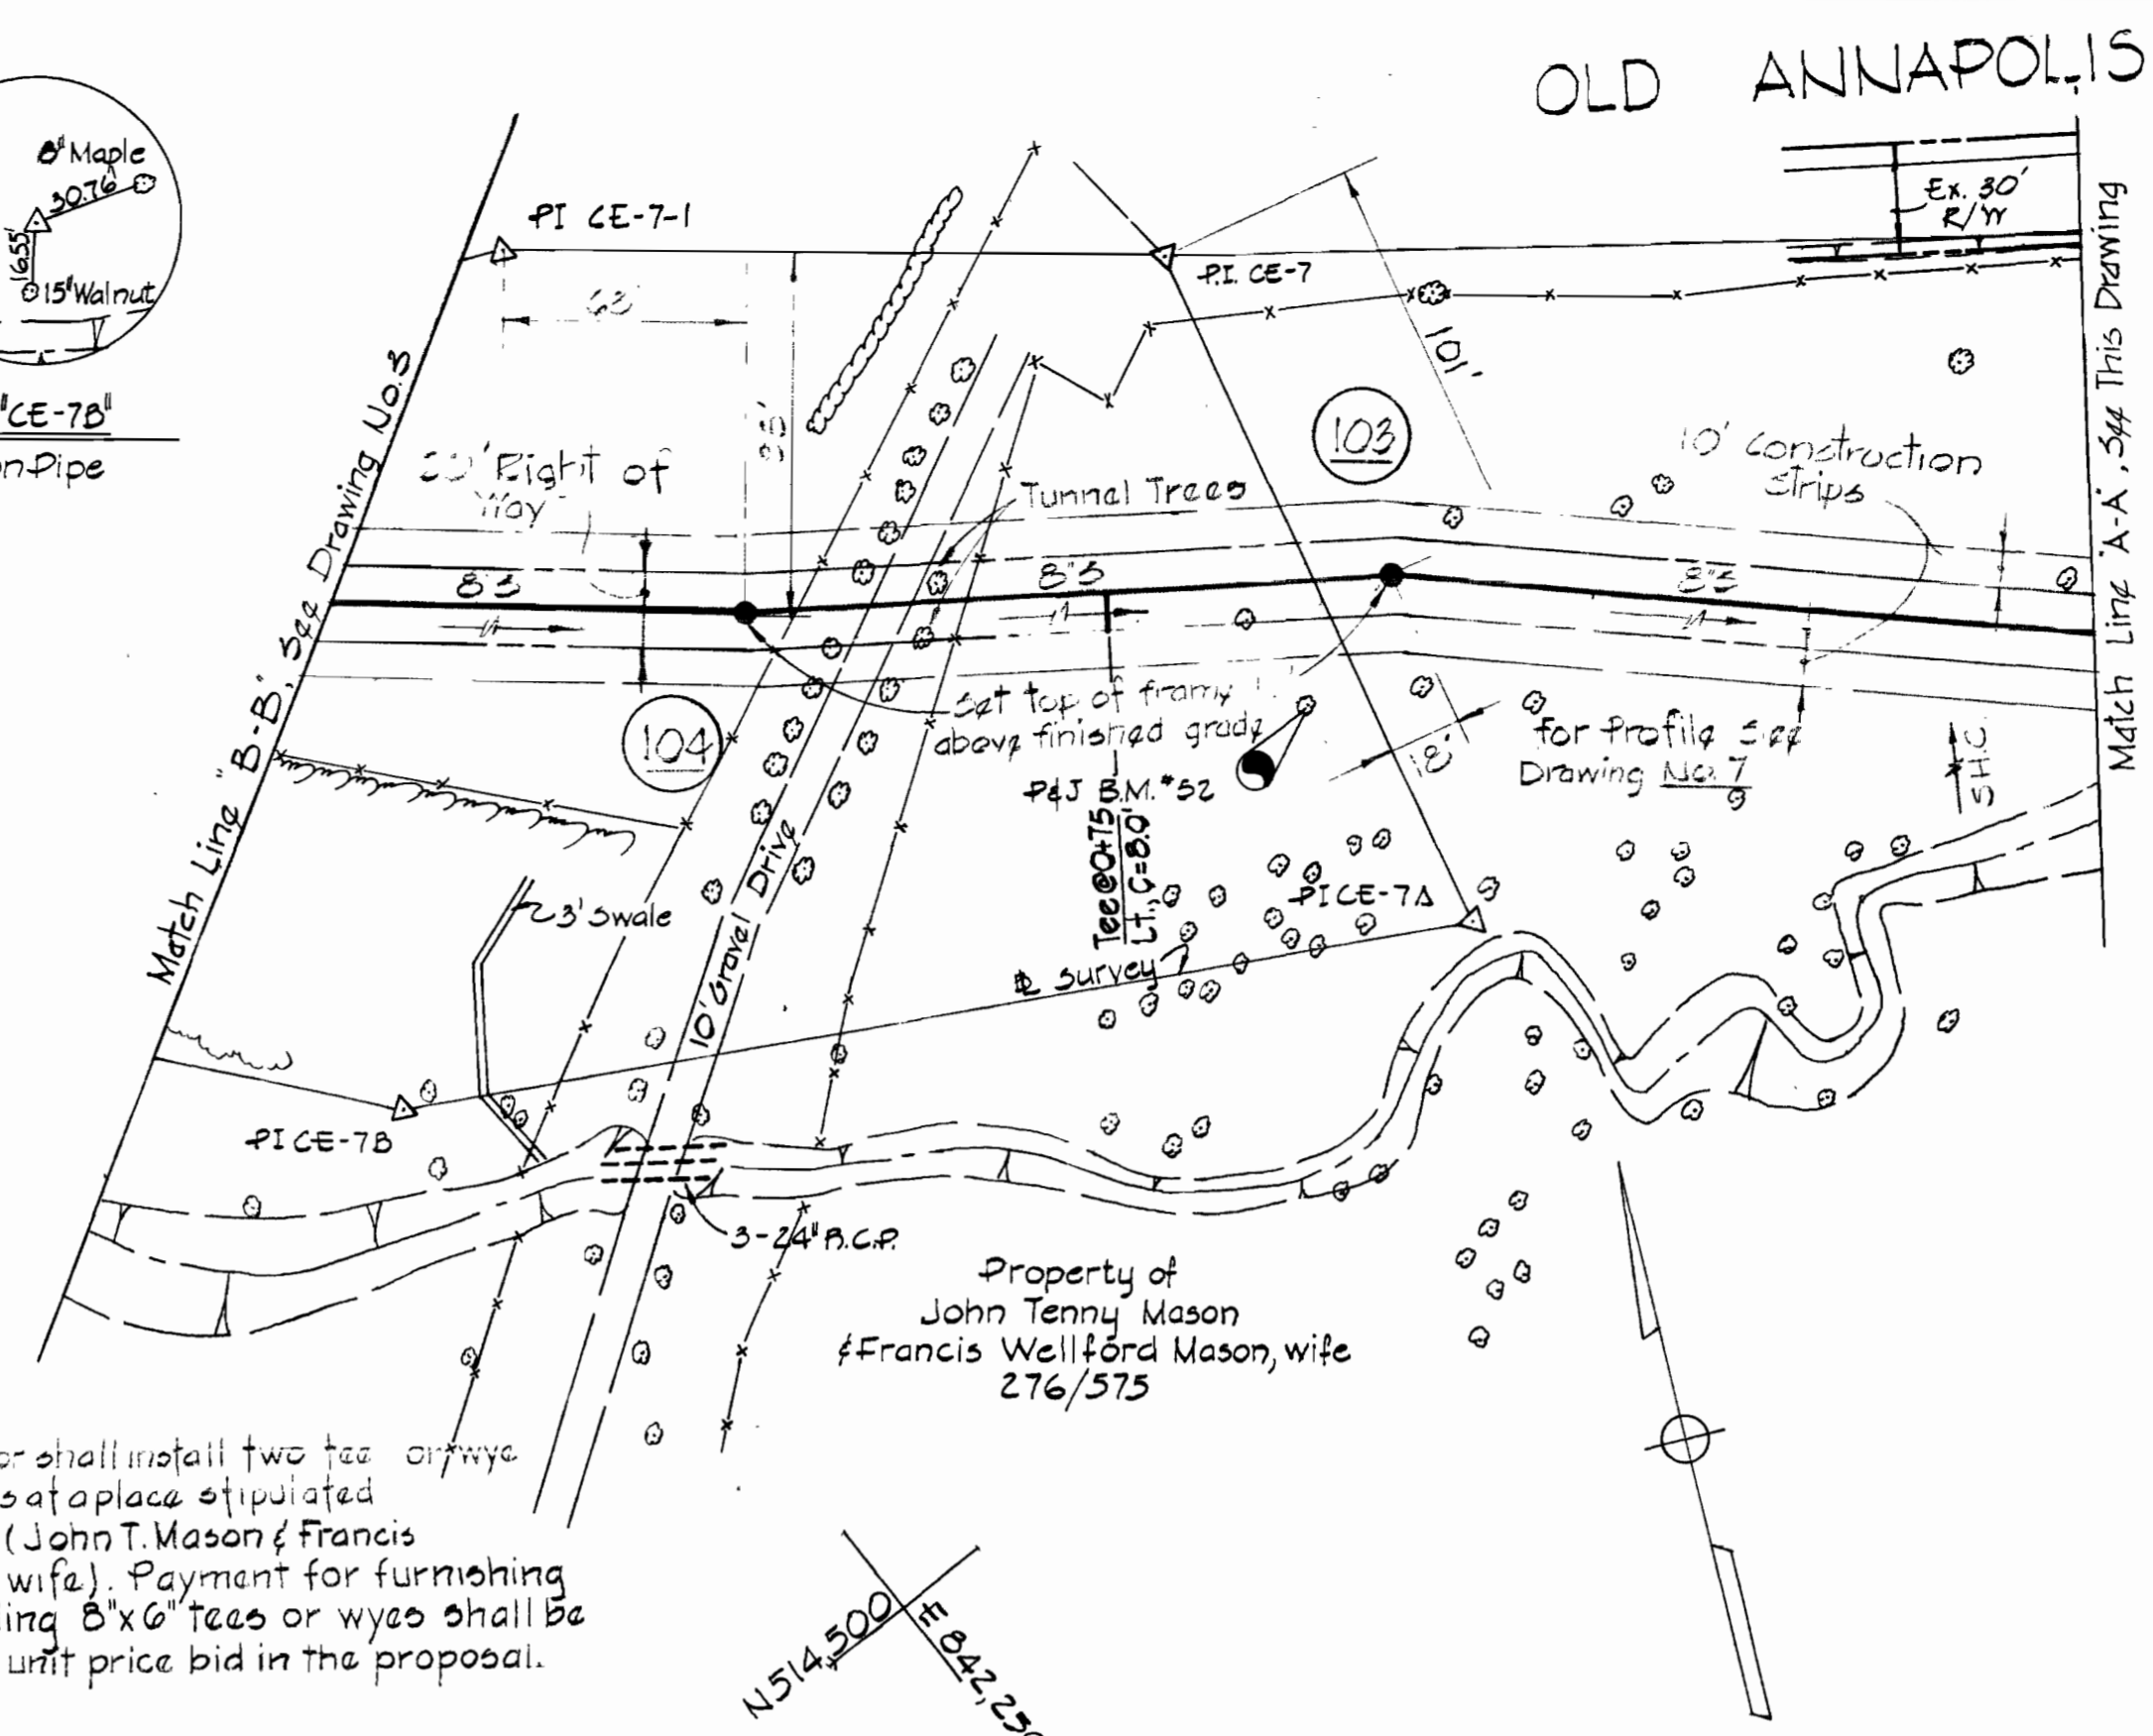 OLD ANNAPOLIS
8" Maple
30.76'
16.55'
15" Walnut
"CE-7B"
n Pipe
PI CE-7-1
P.I. CE-7
Ex. 30'
R/W
63'
101'
103
Right of
Way
Tunnel Trees
10' Construction
Strips
8"S
8"S
8"S
104
Set top of frame
above finished grade
P&J B.M. #52
18'
For Profile See
Drawing No. 7
S.H.C.
Match Line "A-A", See This Drawing
Match Line "B-B", See Drawing No. 3
Tee@0+75
LT., C=8.0'
3' Swale
10' Gravel Drive
PI CE-7A
℄ Survey
PI CE-7B
3-24" R.C.P.
Property of
John Tenny Mason
& Francis Wellford Mason, wife
276/575
or shall install two tee or wye
s at a place stipulated
(John T. Mason & Francis
wife). Payment for furnishing
ing 8"x6" tees or wyes shall be
unit price bid in the proposal.
N 514,500
E 842,25